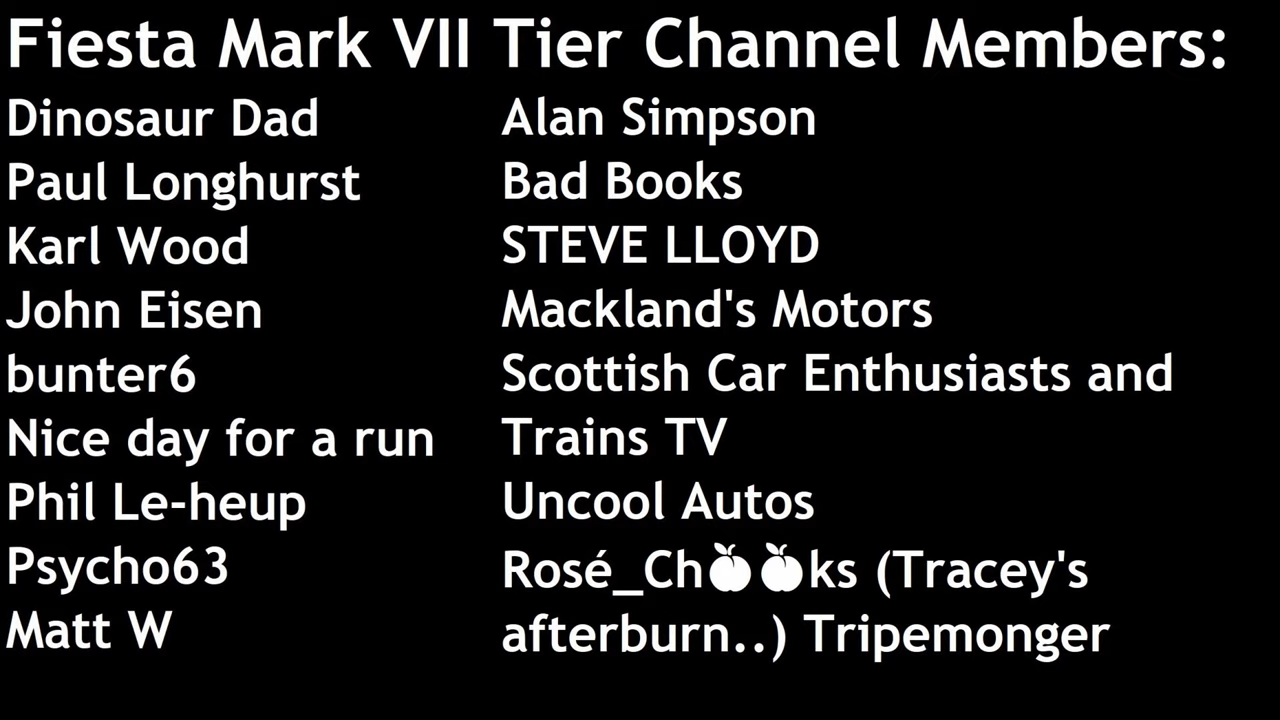 Fiesta Mark VII Tier Channel Members:
Dinosaur Dad
Paul Longhurst
Karl Wood
John Eisen
bunter6
Nice day for a run
Phil Le-heup
Psycho63
Matt W
Alan Simpson
Bad Books
STEVE LLOYD
Mackland's Motors
Scottish Car Enthusiasts and
Trains TV
Uncool Autos
Rosé_Ch🍑🍑ks (Tracey's
afterburn..) Tripemonger